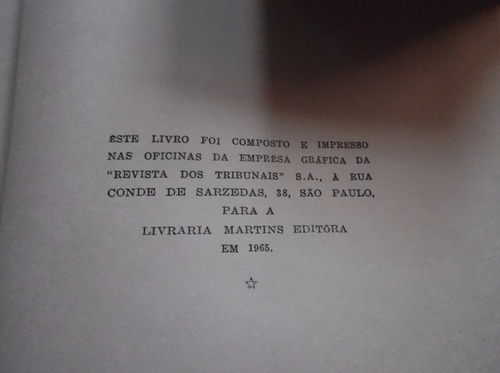 ÊSTE LIVRO FOI COMPOSTO E IMPRESSO
NAS OFICINAS DA EMPRÊSA GRÁFICA DA
"REVISTA DOS TRIBUNAIS" S.A., À RUA
CONDE DE SARZEDAS, 38, SÃO PAULO,
PARA A
LIVRARIA MARTINS EDITÔRA
EM 1965.